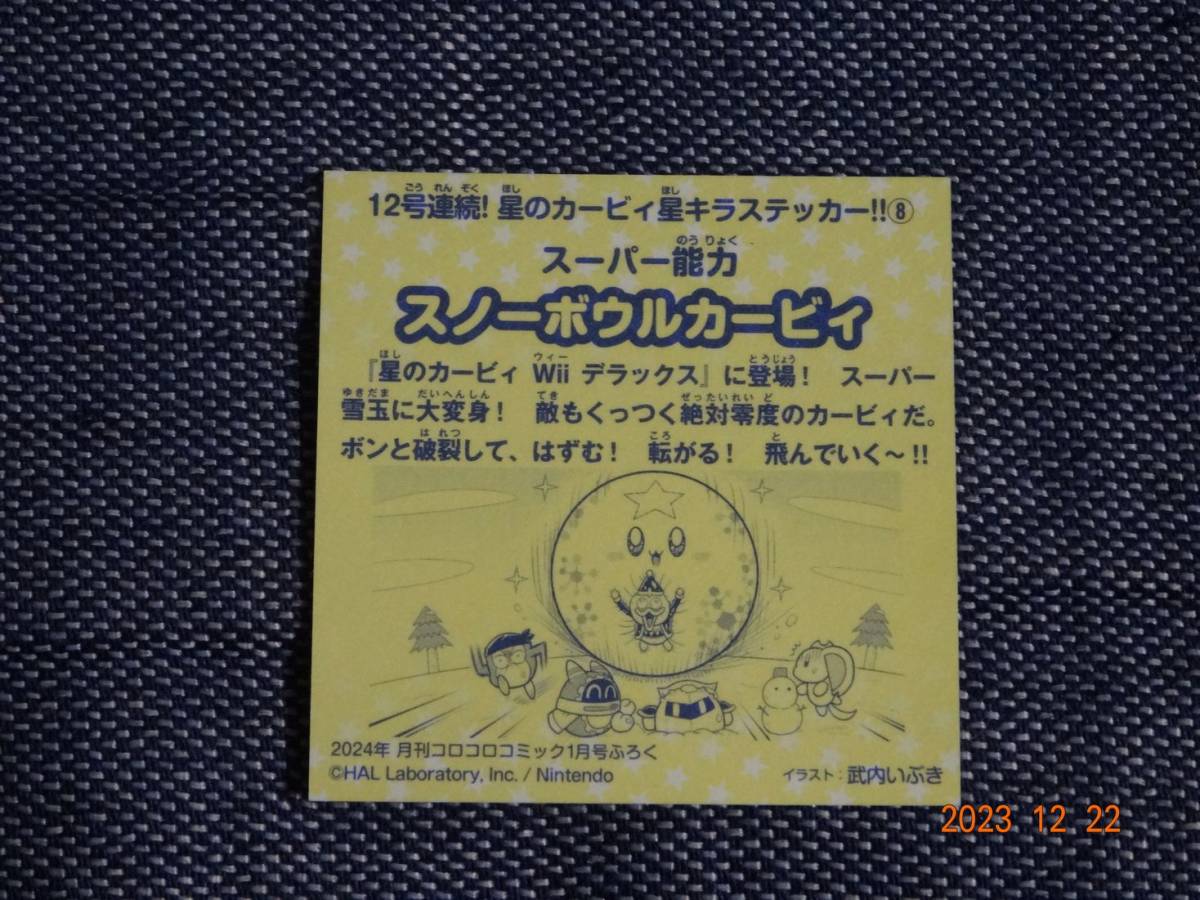 12号連続! 星のカービィ星キラステッカー!!⑧
スーパー能力
スノーボウルカービィ
『星のカービィ Wii デラックス』に登場! スーパー
雪玉に大変身! 敵もくっつく絶対零度のカービィだ。
ボンと破裂して、はずむ! 転がる! 飛んでいく〜!!
2024年 月刊コロコロコミック1月号ふろく
©HAL Laboratory, Inc. / Nintendo
イラスト:武内いぶき
2023 12 22